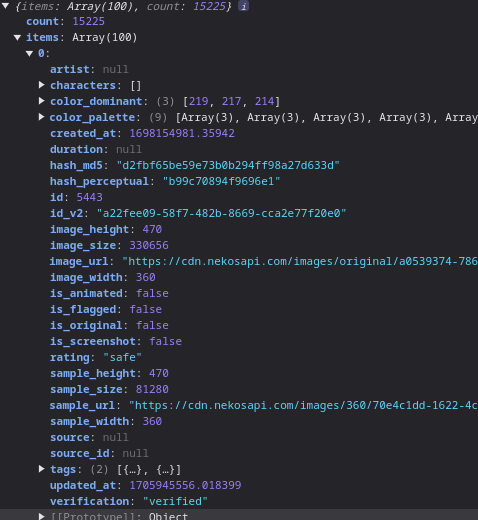 ▼ {items: Array(100), count: 15225} i
count: 15225
▼ items: Array(100)
▼ 0:
artist: null
▶ characters: []
▶ color_dominant: (3) [219, 217, 214]
▶ color_palette: (9) [Array(3), Array(3), Array(3), Array(3), Array
created_at: 1698154981.35942
duration: null
hash_md5: "d2fbf65be59e73b0b294ff98a27d633d"
hash_perceptual: "b99c70894f9696e1"
id: 5443
id_v2: "a22fee09-58f7-482b-8669-cca2e77f20e0"
image_height: 470
image_size: 330656
image_url: "https://cdn.nekosapi.com/images/original/a0539374-786
image_width: 360
is_animated: false
is_flagged: false
is_original: false
is_screenshot: false
rating: "safe"
sample_height: 470
sample_size: 81280
sample_url: "https://cdn.nekosapi.com/images/360/70e4c1dd-1622-4c
sample_width: 360
source: null
source_id: null
▶ tags: (2) [{…}, {…}]
updated_at: 1705945556.018399
verification: "verified"
▶ [[Prototype]]: Object